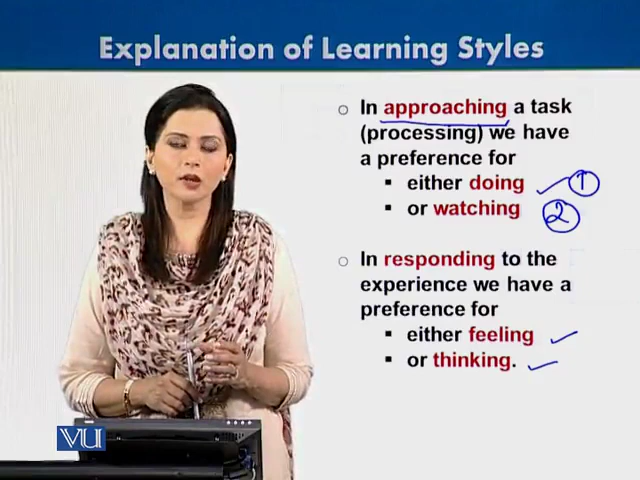 Explanation of Learning Styles
In approaching a task
(processing) we have
a preference for
either doing 1
or watching 2
In responding to the
experience we have a
preference for
either feeling
or thinking.
VU